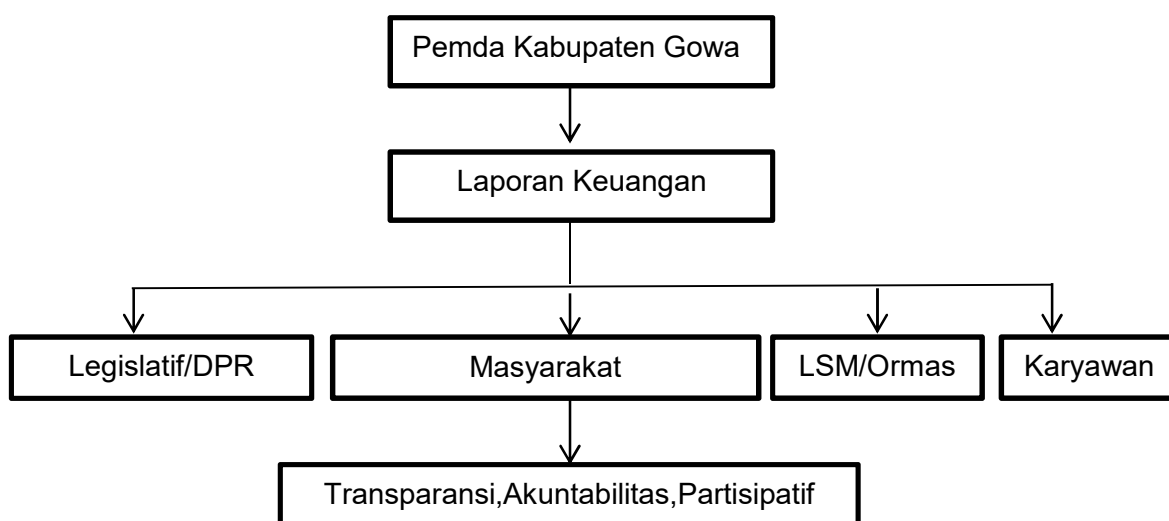 Pemda Kabupaten Gowa
Laporan Keuangan
Legislatif/DPR
Masyarakat
LSM/Ormas
Karyawan
Transparansi,Akuntabilitas,Partisipatif